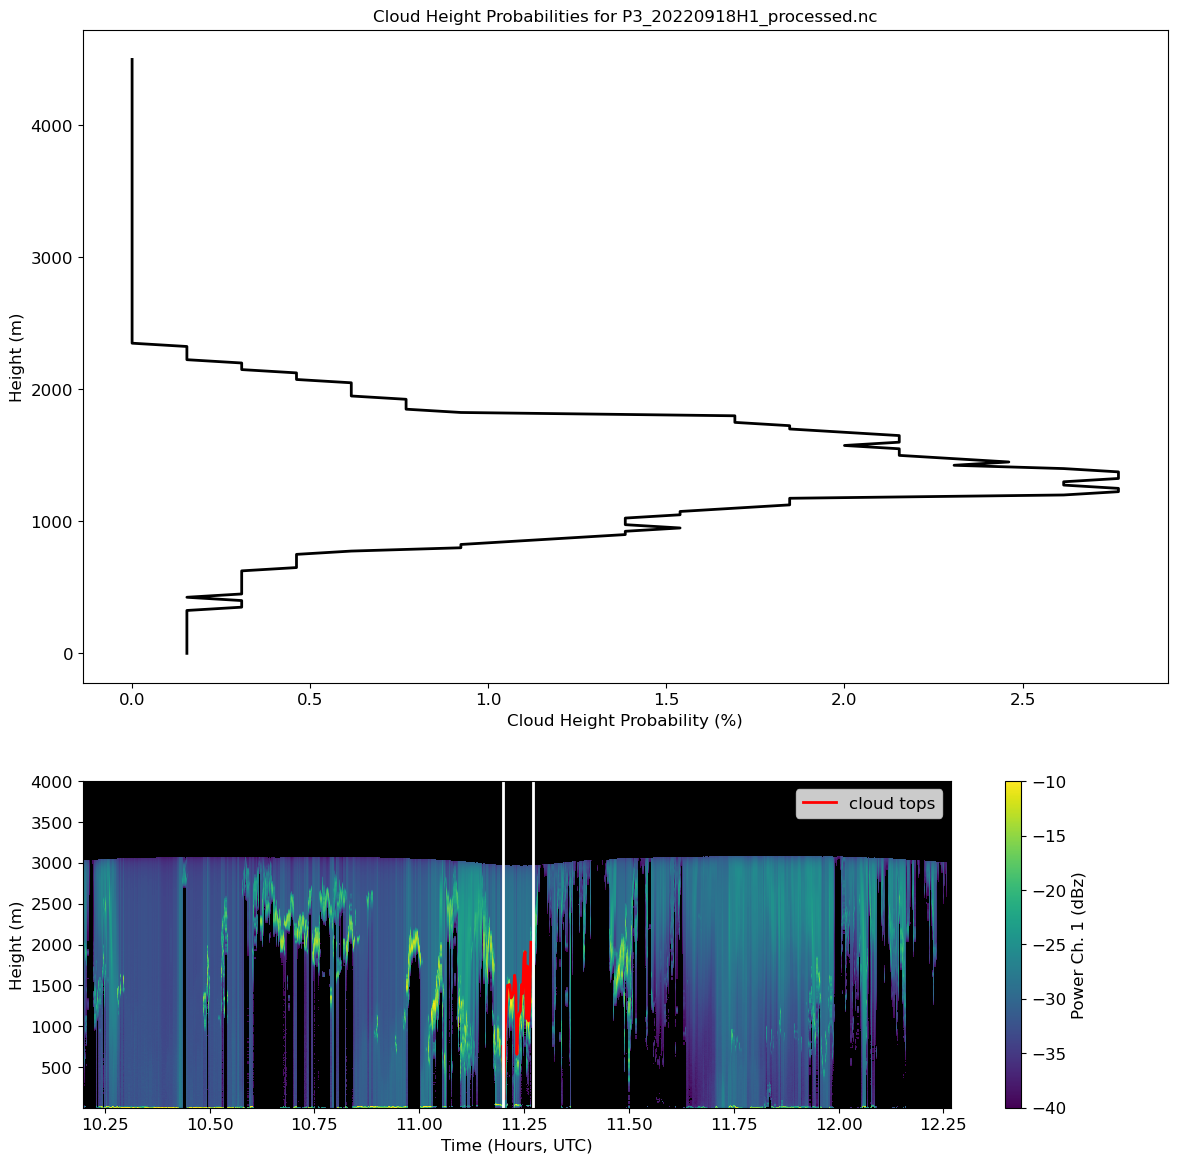 Cloud Height Probabilities for P3_20220918H1_processed.nc
4000
3000
2000
1000
0
Height (m)
0.0 0.5 1.0 1.5 2.0 2.5
Cloud Height Probability (%)
4000
3500
3000
2500
2000
1500
1000
500
Height (m)
cloud tops
10.25 10.50 10.75 11.00 11.25 11.50 11.75 12.00 12.25
Time (Hours, UTC)
−10
−15
−20
−25
−30
−35
−40
Power Ch. 1 (dBz)